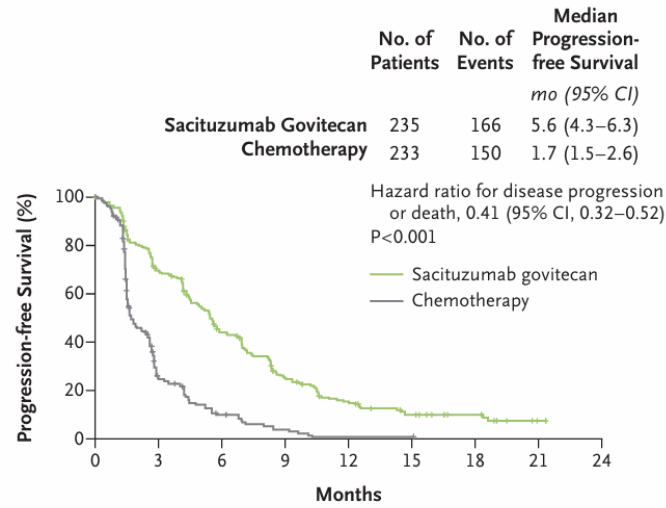 Median
No. of No. of Progression-
Patients Events free Survival
mo (95% CI)
Sacituzumab Govitecan 235 166 5.6 (4.3–6.3)
Chemotherapy 233 150 1.7 (1.5–2.6)
Hazard ratio for disease progression
or death, 0.41 (95% CI, 0.32–0.52)
P<0.001
Sacituzumab govitecan
Chemotherapy
Progression-free Survival (%)
100
80
60
40
20
0
0 3 6 9 12 15 18 21 24
Months